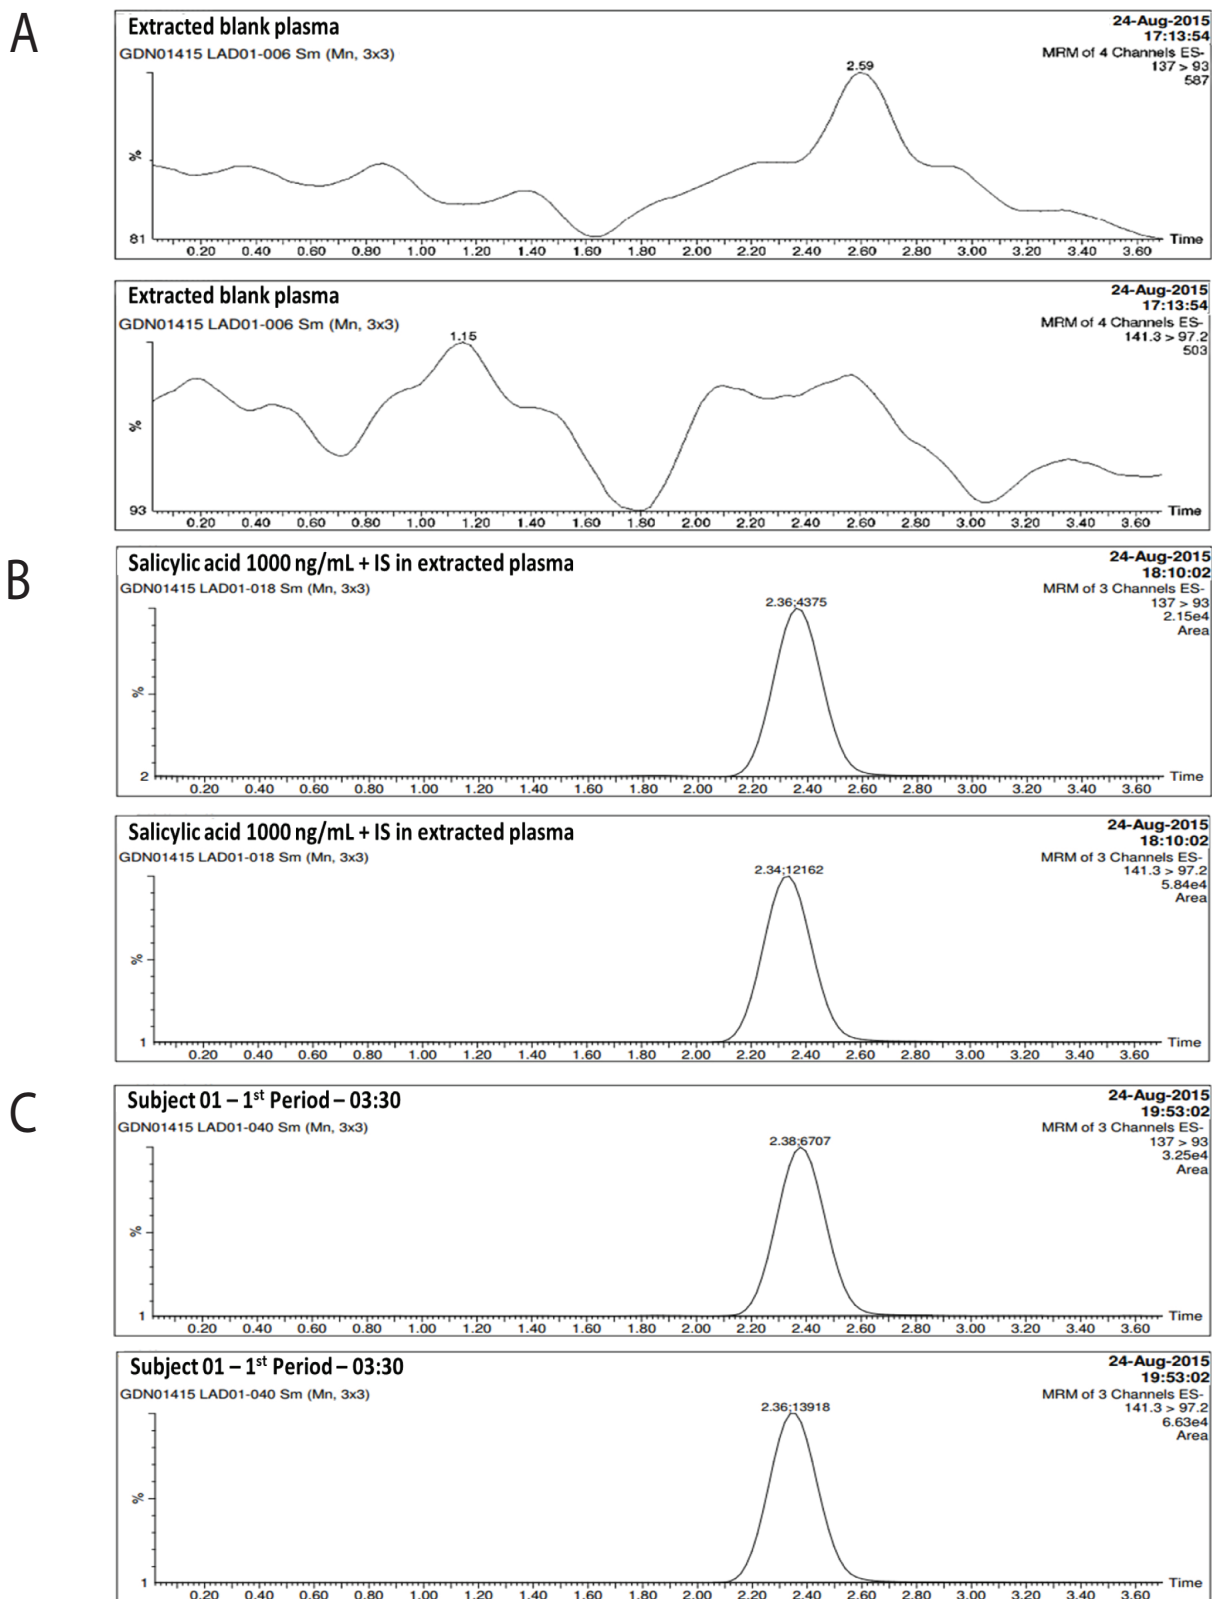 A
Extracted blank plasma
24-Aug-2015
17:13:54
GDN01415 LAD01-006 Sm (Mn, 3x3)
MRM of 4 Channels ES-
137 > 93
587
2.59
%
81
0.20 0.40 0.60 0.80 1.00 1.20 1.40 1.60 1.80 2.00 2.20 2.40 2.60 2.80 3.00 3.20 3.40 3.60
Time
Extracted blank plasma
24-Aug-2015
17:13:54
GDN01415 LAD01-006 Sm (Mn, 3x3)
MRM of 4 Channels ES-
141.3 > 97.2
503
1.15
%
93
0.20 0.40 0.60 0.80 1.00 1.20 1.40 1.60 1.80 2.00 2.20 2.40 2.60 2.80 3.00 3.20 3.40 3.60
Time
B
Salicylic acid 1000 ng/mL + IS in extracted plasma
24-Aug-2015
18:10:02
GDN01415 LAD01-018 Sm (Mn, 3x3)
MRM of 3 Channels ES-
137 > 93
2.15e4
Area
2.36;4375
%
2
0.20 0.40 0.60 0.80 1.00 1.20 1.40 1.60 1.80 2.00 2.20 2.40 2.60 2.80 3.00 3.20 3.40 3.60
Time
Salicylic acid 1000 ng/mL + IS in extracted plasma
24-Aug-2015
18:10:02
GDN01415 LAD01-018 Sm (Mn, 3x3)
MRM of 3 Channels ES-
141.3 > 97.2
5.84e4
Area
2.34;12162
%
1
0.20 0.40 0.60 0.80 1.00 1.20 1.40 1.60 1.80 2.00 2.20 2.40 2.60 2.80 3.00 3.20 3.40 3.60
Time
C
Subject 01 – 1st Period – 03:30
24-Aug-2015
19:53:02
GDN01415 LAD01-040 Sm (Mn, 3x3)
MRM of 3 Channels ES-
137 > 93
3.25e4
Area
2.38;6707
%
1
0.20 0.40 0.60 0.80 1.00 1.20 1.40 1.60 1.80 2.00 2.20 2.40 2.60 2.80 3.00 3.20 3.40 3.60
Time
Subject 01 – 1st Period – 03:30
24-Aug-2015
19:53:02
GDN01415 LAD01-040 Sm (Mn, 3x3)
MRM of 3 Channels ES-
141.3 > 97.2
6.63e4
Area
2.36;13918
%
1
0.20 0.40 0.60 0.80 1.00 1.20 1.40 1.60 1.80 2.00 2.20 2.40 2.60 2.80 3.00 3.20 3.40 3.60
Time